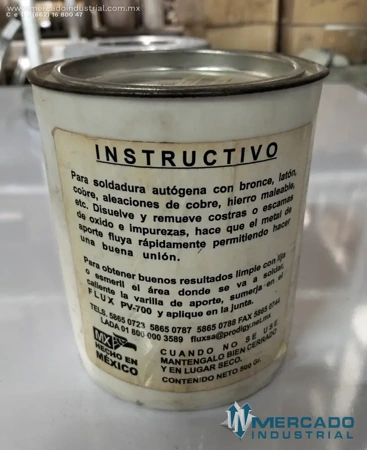 www.mercadoindustrial.com.mx
INSTRUCTIVO
Para soldadura autógena con bronce, latón,
cobre, aleaciones de cobre, hierro maleable,
etc. Disuelve y remueve costras o escamas
de oxido e impurezas, hace que el metal de
aporte fluya rápidamente permitiendo hacer
una buena unión.
Para obtener buenos resultados limpie con lija
o esmeril el área donde se va a soldar,
caliente la varilla de aporte, sumerja en el
FLUX PV-700 y aplique en la junta.
TELS. 5865 0723 5865 0787 5865 0788 FAX 5865 0744
LADA 01 800 000 3589 fluxsa@prodigy.net.mx
MX
HECHO EN
MÉXICO
CUANDO NO SE USE
MANTENGALO BIEN CERRADO
Y EN LUGAR SECO.
CONTENIDO NETO 500 Gr.
MERCADO
INDUSTRIAL